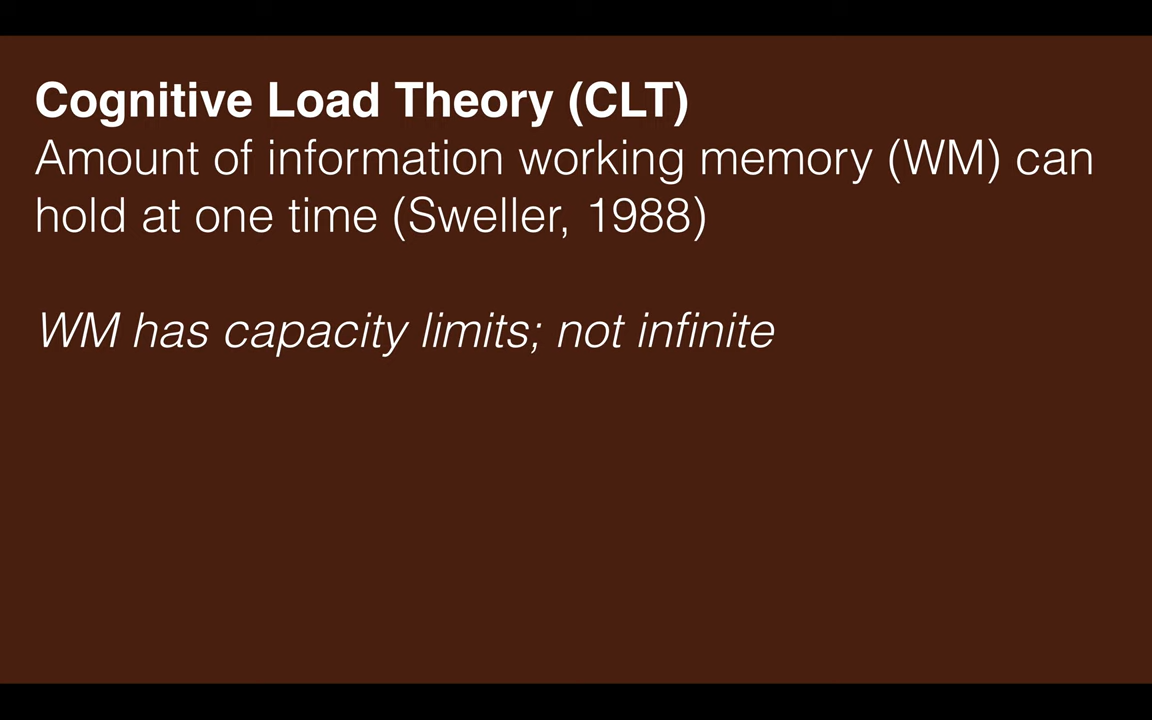 Cognitive Load Theory (CLT)
Amount of information working memory (WM) can
hold at one time (Sweller, 1988)
WM has capacity limits; not infinite